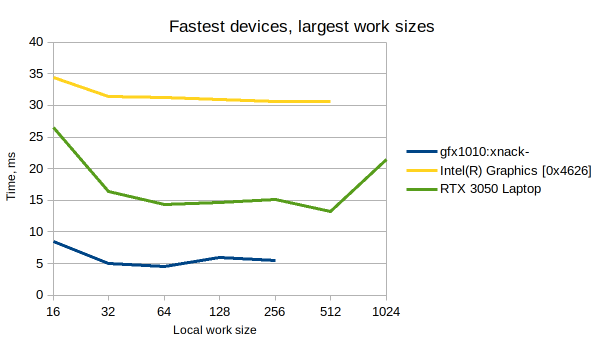 Fastest devices, largest work sizes
40
35
30
25
20
15
10
5
0
Time, ms
16 32 64 128 256 512 1024
Local work size
gfx1010:xnack-
Intel(R) Graphics [0x4626]
RTX 3050 Laptop